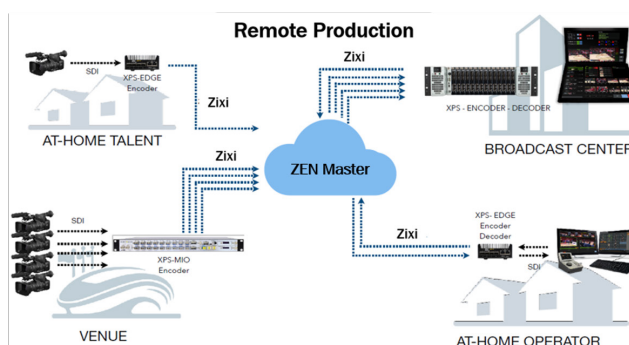 Remote Production
SDI
XPS-EDGE
Encoder
Zixi
AT-HOME TALENT
Zixi
XPS - ENCODER - DECODER
BROADCAST CENTER
ZEN Master
Zixi
SDI
XPS-MIO
Encoder
VENUE
Zixi
XPS- EDGE
Encoder
Decoder
SDI
AT-HOME OPERATOR